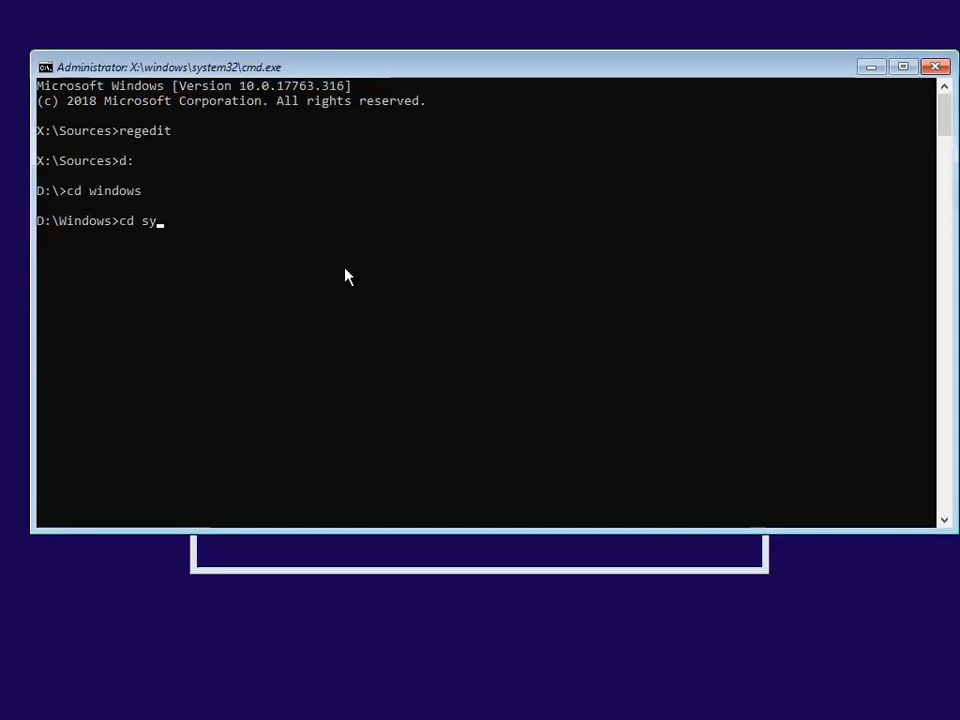 Administrator: X:\windows\system32\cmd.exe
Microsoft Windows [Version 10.0.17763.316]
(c) 2018 Microsoft Corporation. All rights reserved.
X:\Sources>regedit
X:\Sources>d:
D:\>cd windows
D:\Windows>cd sy_